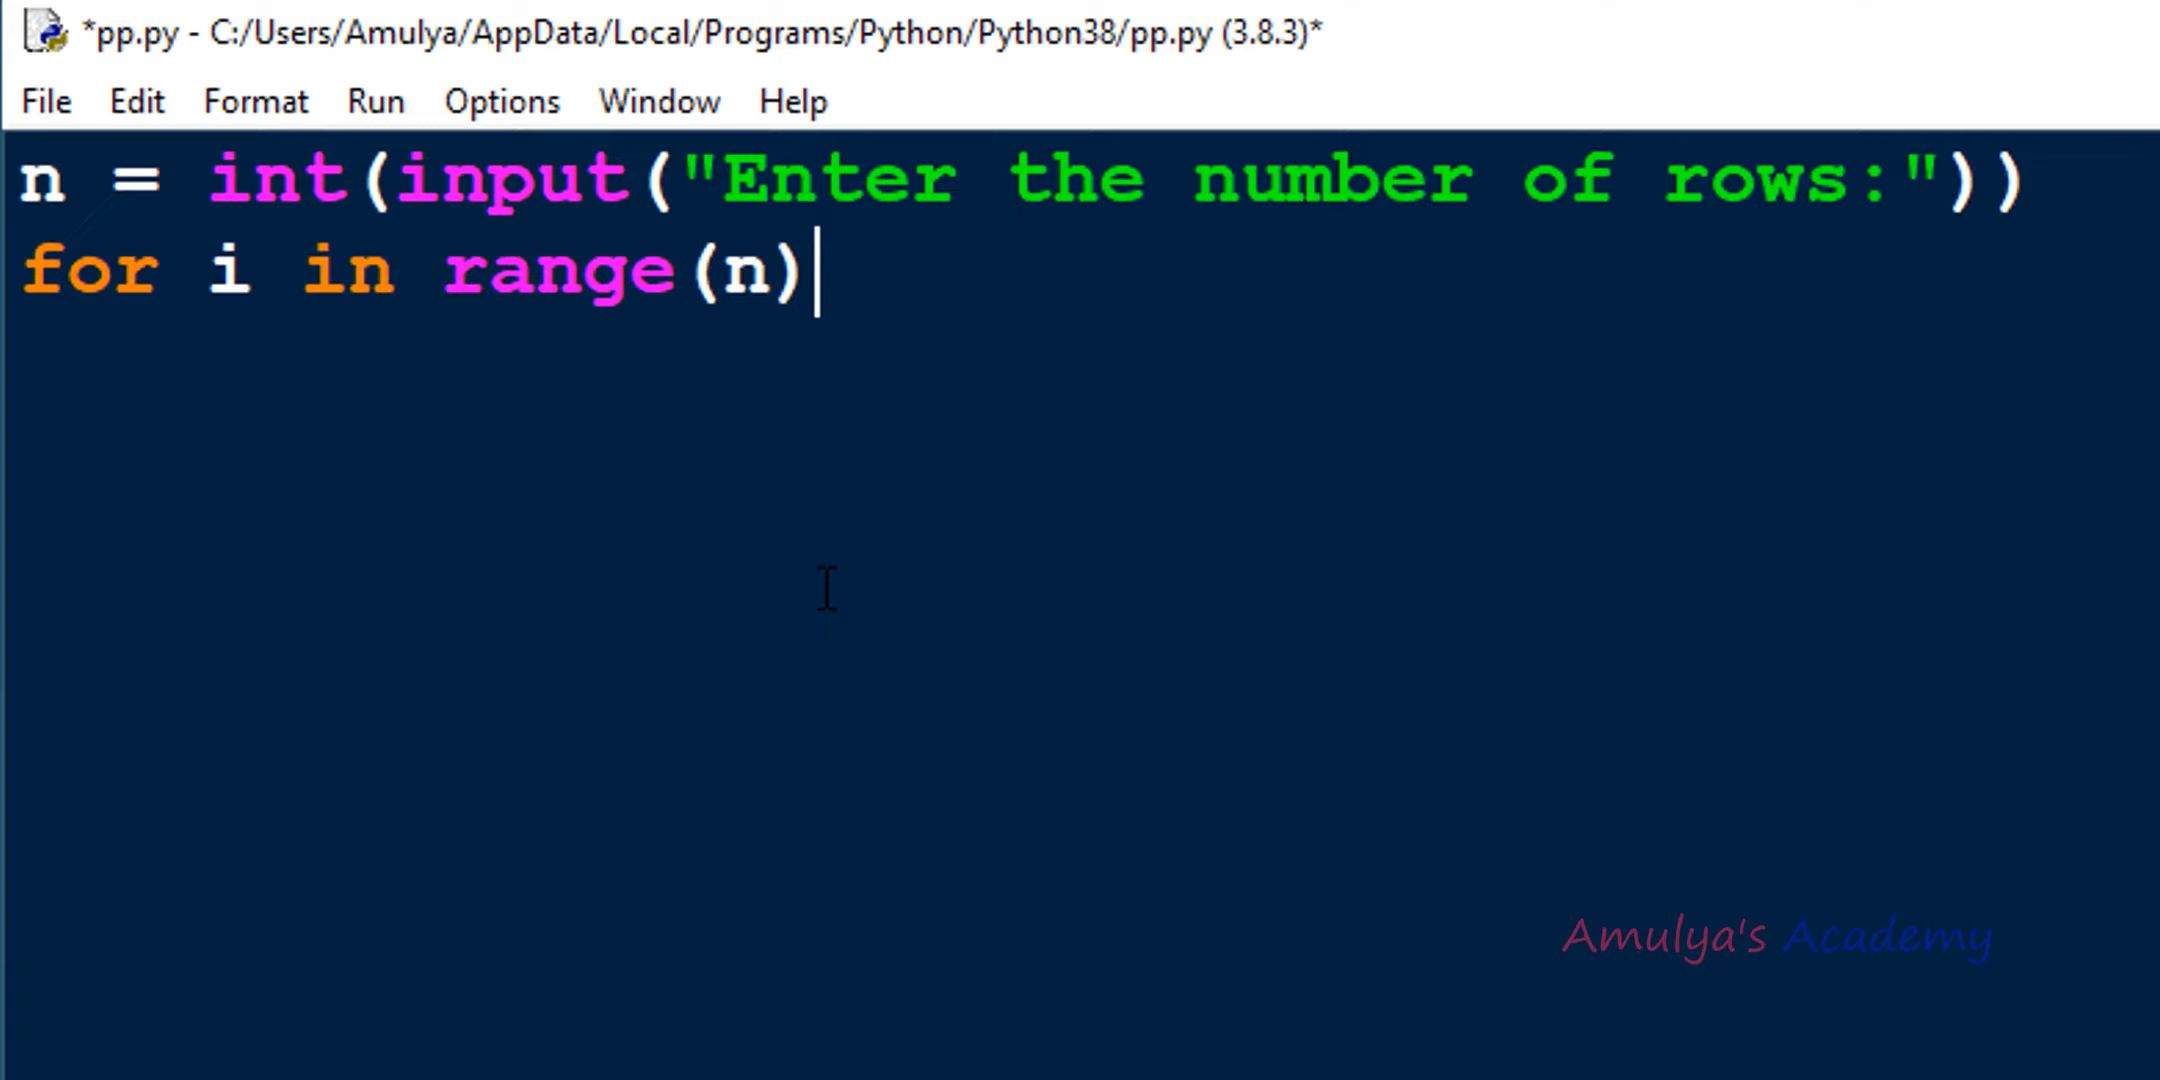 *pp.py - C:/Users/Amulya/AppData/Local/Programs/Python/Python38/pp.py (3.8.3)*
File Edit Format Run Options Window Help
n = int(input("Enter the number of rows:"))
for i in range(n)
Amulya's Academy